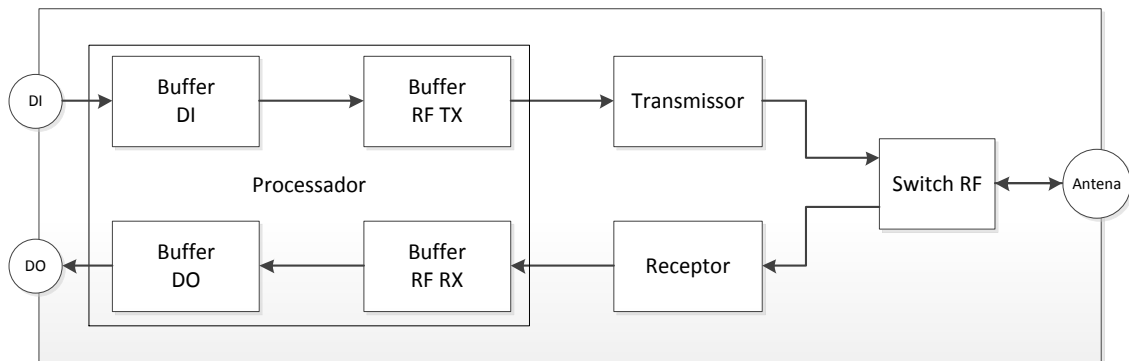 DI
Buffer
DI
Buffer
RF TX
Transmissor
Processador
Switch RF
Antena
DO
Buffer
DO
Buffer
RF RX
Receptor